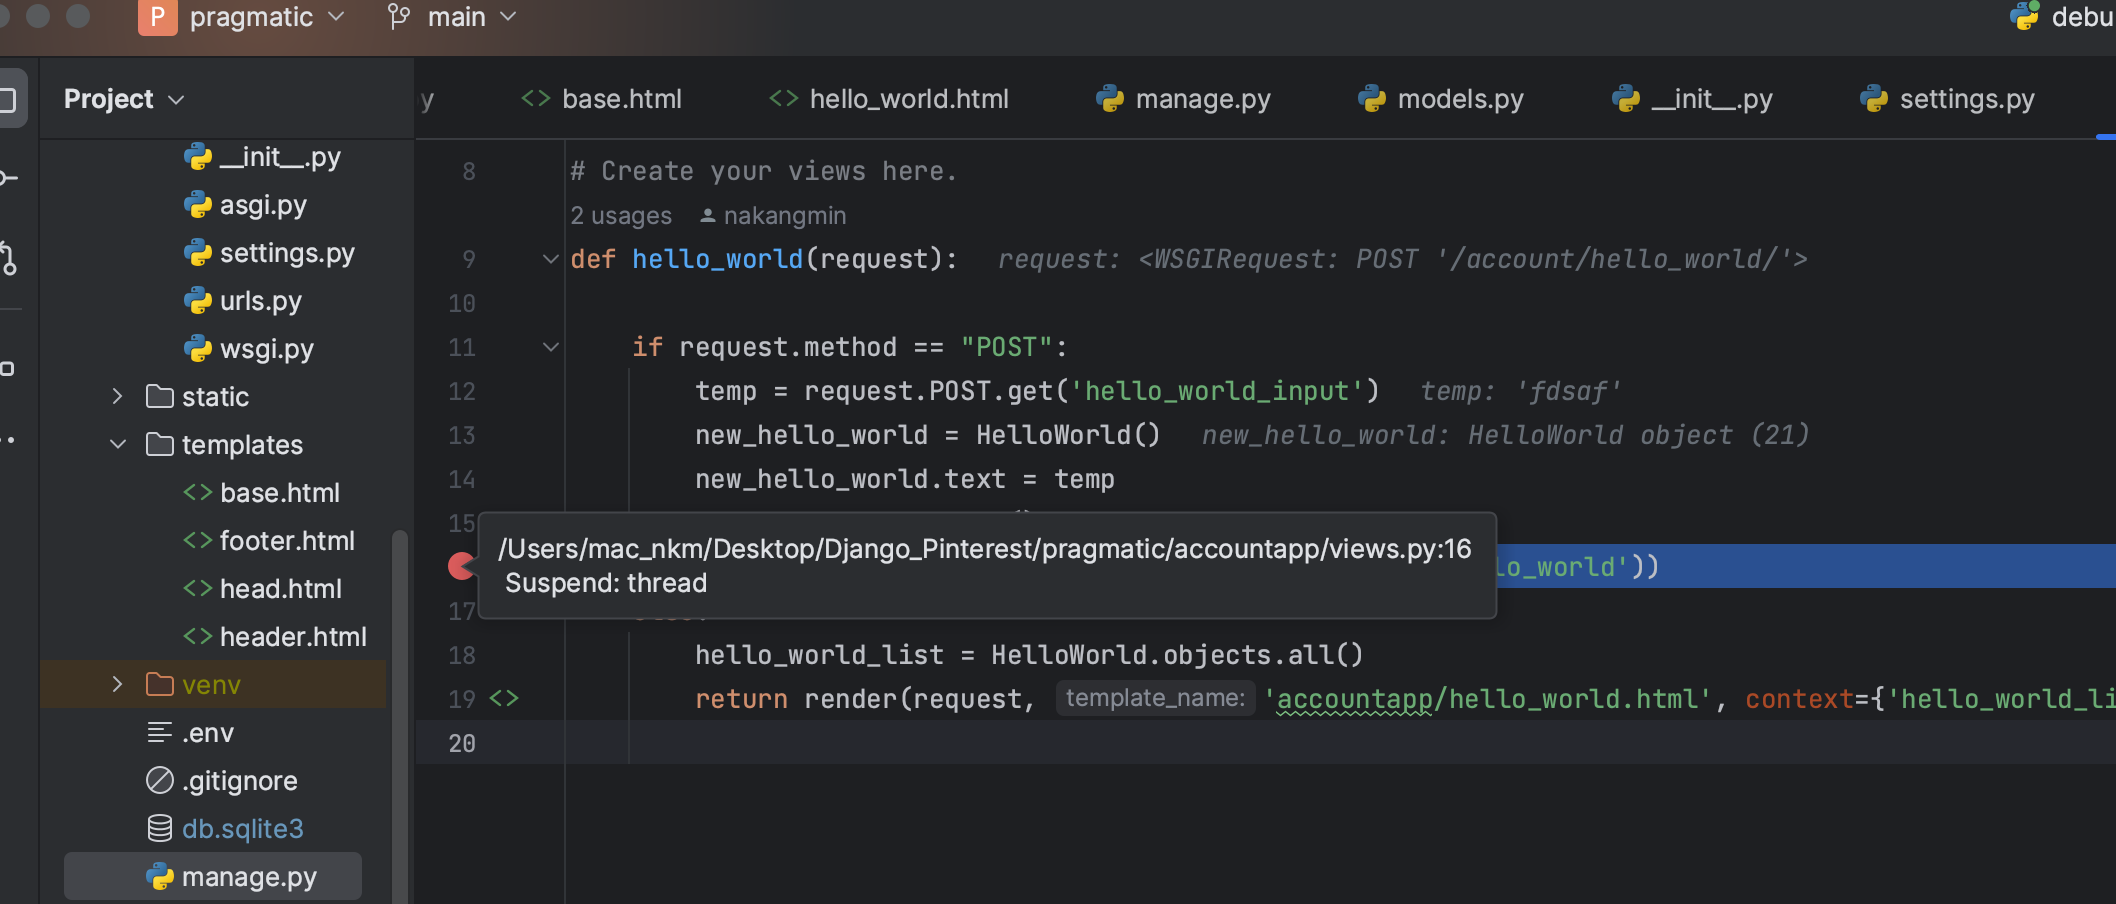 P pragmatic main debu
Project
__init__.py
asgi.py
settings.py
urls.py
wsgi.py
static
templates
base.html
footer.html
head.html
header.html
venv
.env
.gitignore
db.sqlite3
manage.py
y base.html hello_world.html manage.py models.py __init__.py settings.py
8 # Create your views here.
2 usages nakangmin
9 def hello_world(request): request: <WSGIRequest: POST '/account/hello_world/'>
10
11 if request.method == "POST":
12 temp = request.POST.get('hello_world_input') temp: 'fdsaf'
13 new_hello_world = HelloWorld() new_hello_world: HelloWorld object (21)
14 new_hello_world.text = temp
15
/Users/mac_nkm/Desktop/Django_Pinterest/pragmatic/accountapp/views.py:16
Suspend: thread
lo_world'))
17
18 hello_world_list = HelloWorld.objects.all()
19 return render(request, template_name: 'accountapp/hello_world.html', context={'hello_world_li
20